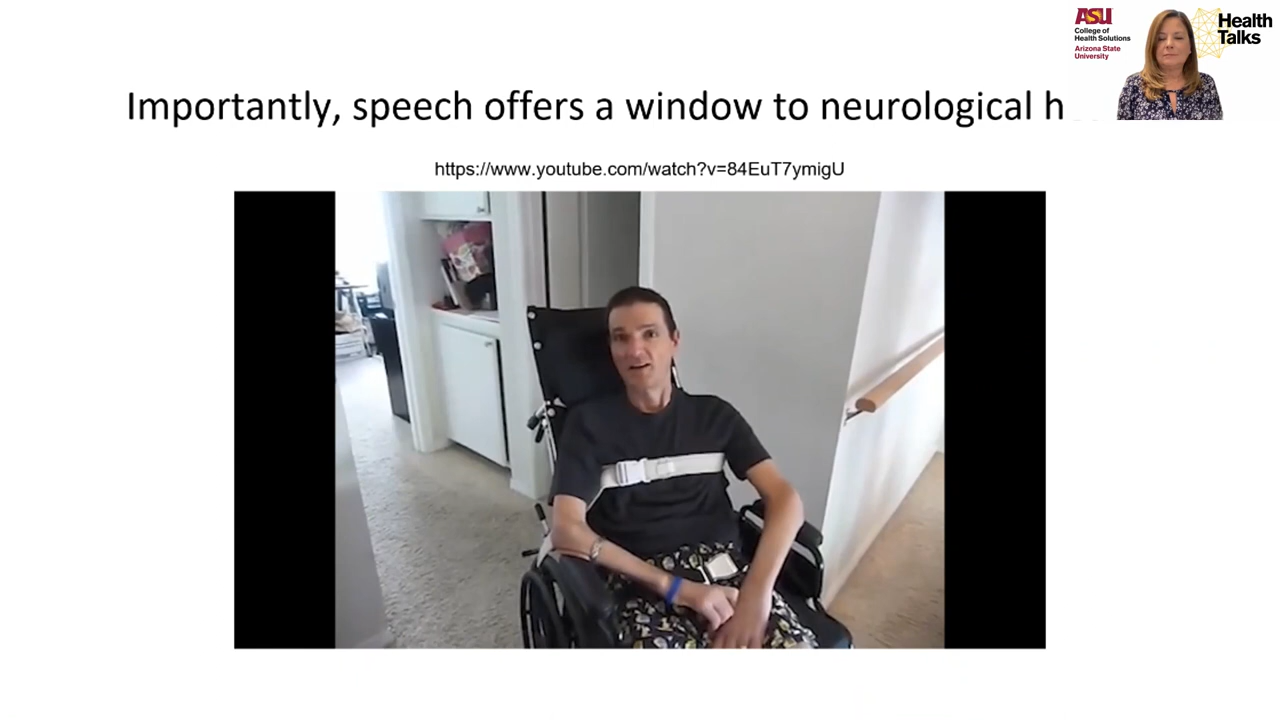 Importantly, speech offers a window to neurological h
https://www.youtube.com/watch?v=84EuT7ymigU
ASU
College of
Health Solutions
Arizona State
University
Health
Talks